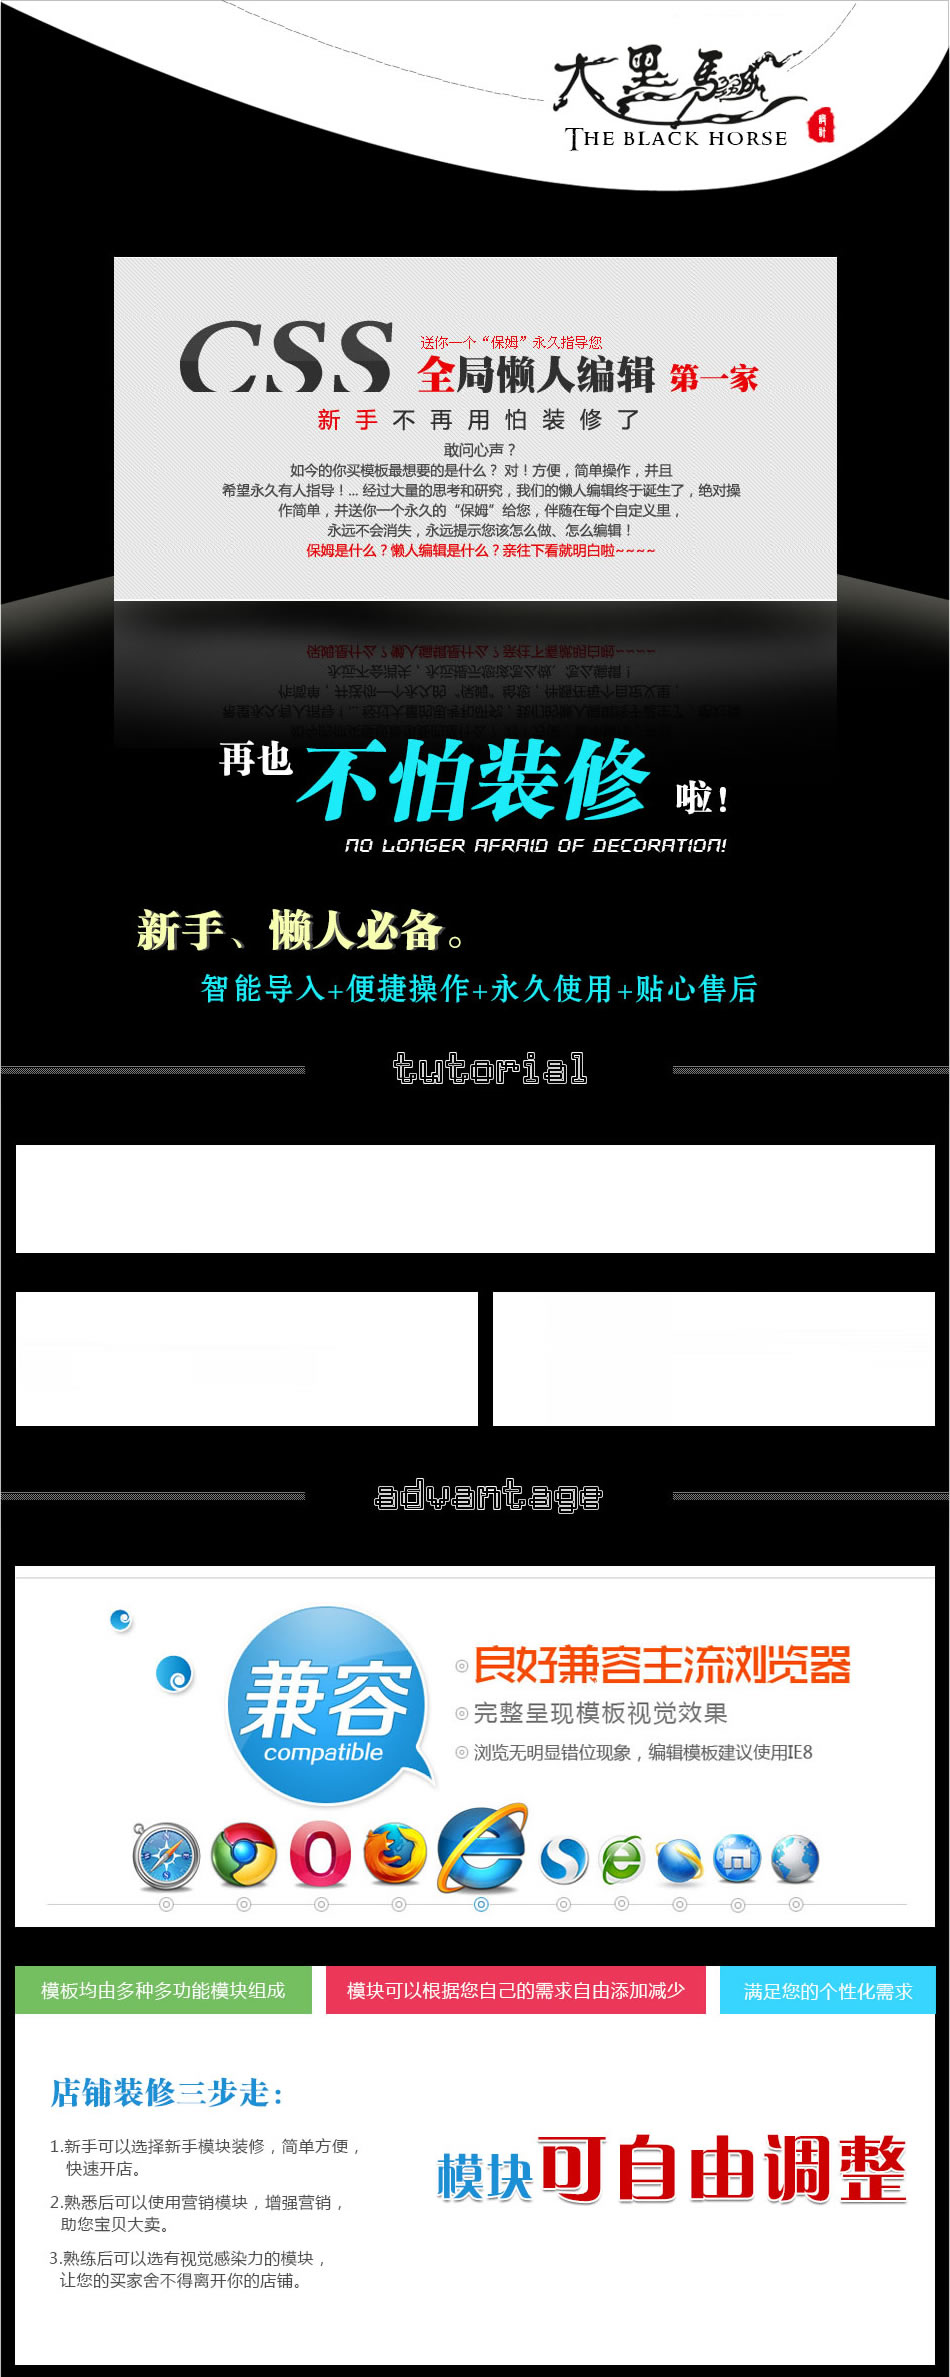 大黑马
THE BLACK HORSE
CSS
送你一个“保姆”永久指导您
全局懒人编辑 第一家
新手不再用怕装修了
敢问心声？
如今的你买模板最想要的是什么？ 对！方便，简单操作，并且
希望永久有人指导！... 经过大量的思考和研究，我们的懒人编辑终于诞生了，绝对操
作简单，并送你一个永久的“保姆”给您，伴随在每个自定义里，
永远不会消失，永远提示您该怎么做、怎么编辑！
保姆是什么？懒人编辑是什么？亲往下看就明白啦~~~~
再也 不怕装修 啦！
NO LONGER AFRAID OF DECORATION!
新手、懒人必备。
智能导入+便捷操作+永久使用+贴心售后
tutorial
advantage
兼容
compatible
良好兼容主流浏览器
完整呈现模板视觉效果
浏览无明显错位现象，编辑模板建议使用IE8
模板均由多种多功能模块组成
模块可以根据您自己的需求自由添加减少
满足您的个性化需求
店铺装修三步走：
1.新手可以选择新手模块装修，简单方便，
快速开店。
2.熟悉后可以使用营销模块，增强营销，
助您宝贝大卖。
3.熟练后可以选有视觉感染力的模块，
让您的买家舍不得离开你的店铺。
模块可自由调整